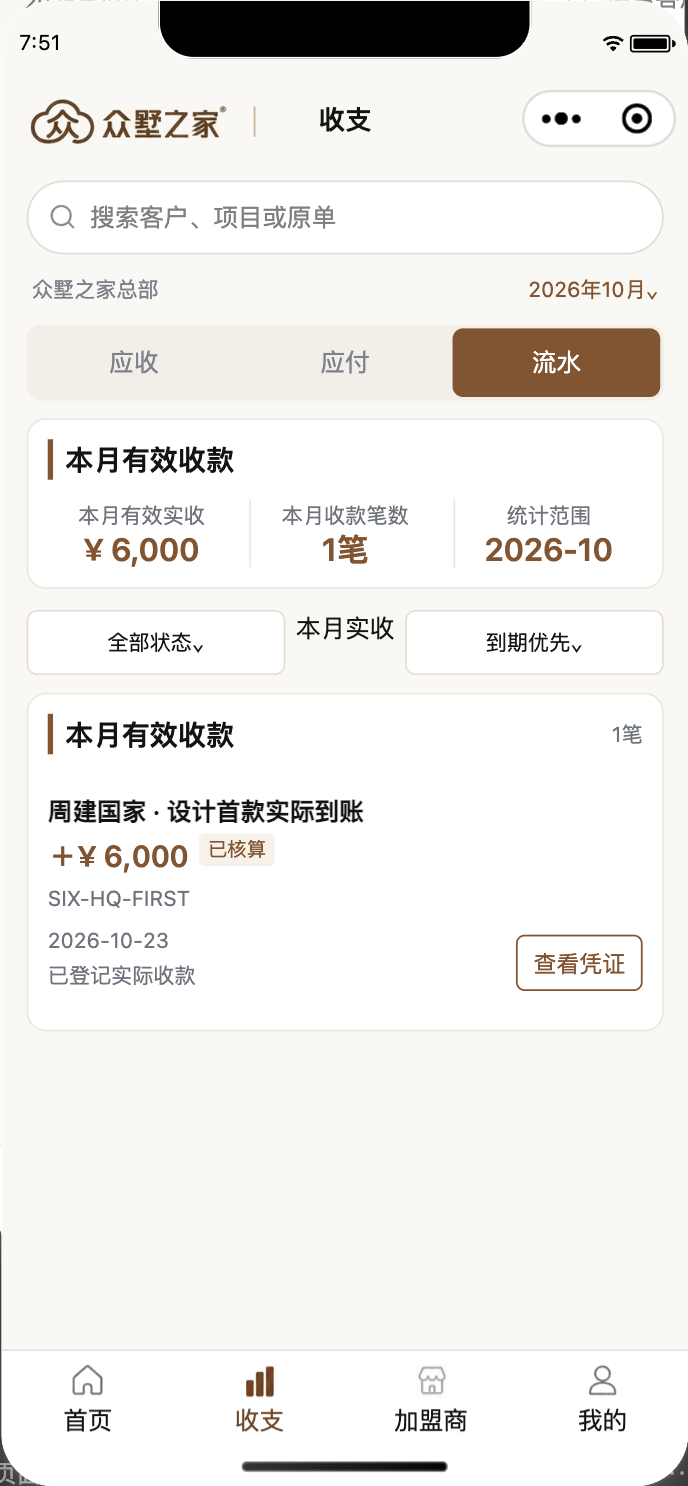 7:51
众墅之家®
收支
搜索客户、项目或原单
众墅之家总部
2026年10月
应收
应付
流水
本月有效收款
本月有效实收
本月收款笔数
统计范围
¥ 6,000
1笔
2026-10
全部状态
本月实收
到期优先
本月有效收款
1笔
周建国家 · 设计首款实际到账
+¥ 6,000
已核算
SIX-HQ-FIRST
2026-10-23
已登记实际收款
查看凭证
首页
收支
加盟商
我的